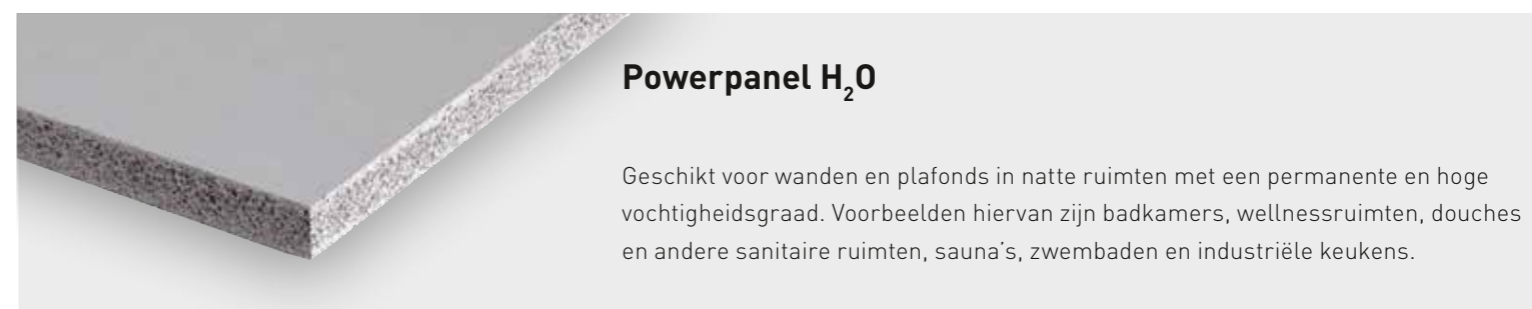 Powerpanel H₂O
Geschikt voor wanden en plafonds in natte ruimten met een permanente en hoge
vochtigheidsgraad. Voorbeelden hiervan zijn badkamers, wellnessruimten, douches
en andere sanitaire ruimten, sauna's, zwembaden en industriële keukens.